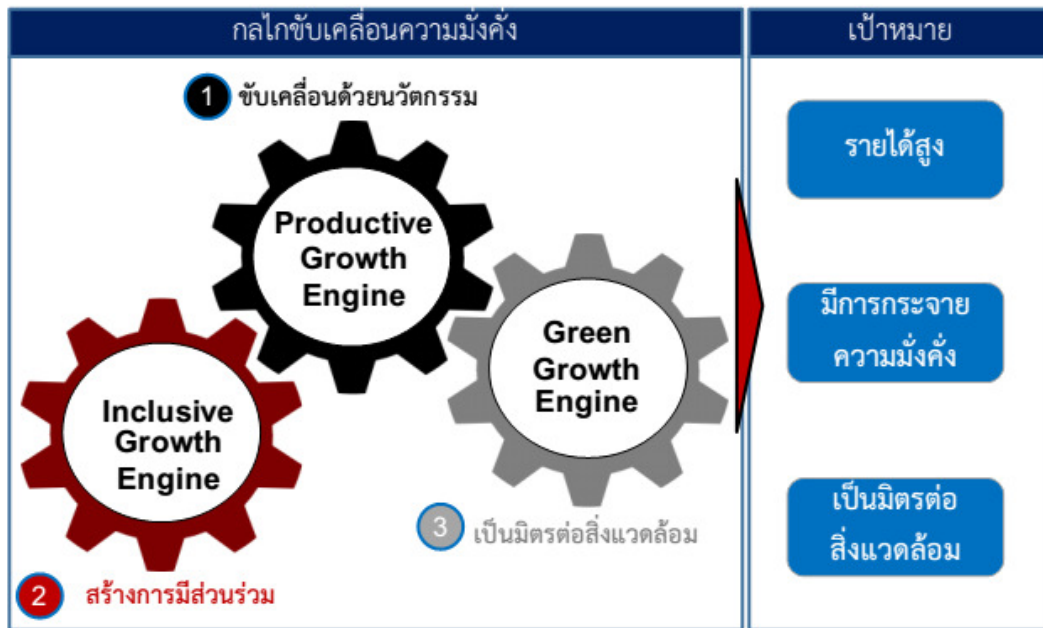 กลไกขับเคลื่อนความมั่งคั่ง
เป้าหมาย
1 ขับเคลื่อนด้วยนวัตกรรม
Productive
Growth
Engine
Inclusive
Growth
Engine
2 สร้างการมีส่วนร่วม
Green
Growth
Engine
3 เป็นมิตรต่อสิ่งแวดล้อม
รายได้สูง
มีการกระจาย
ความมั่งคั่ง
เป็นมิตรต่อ
สิ่งแวดล้อม